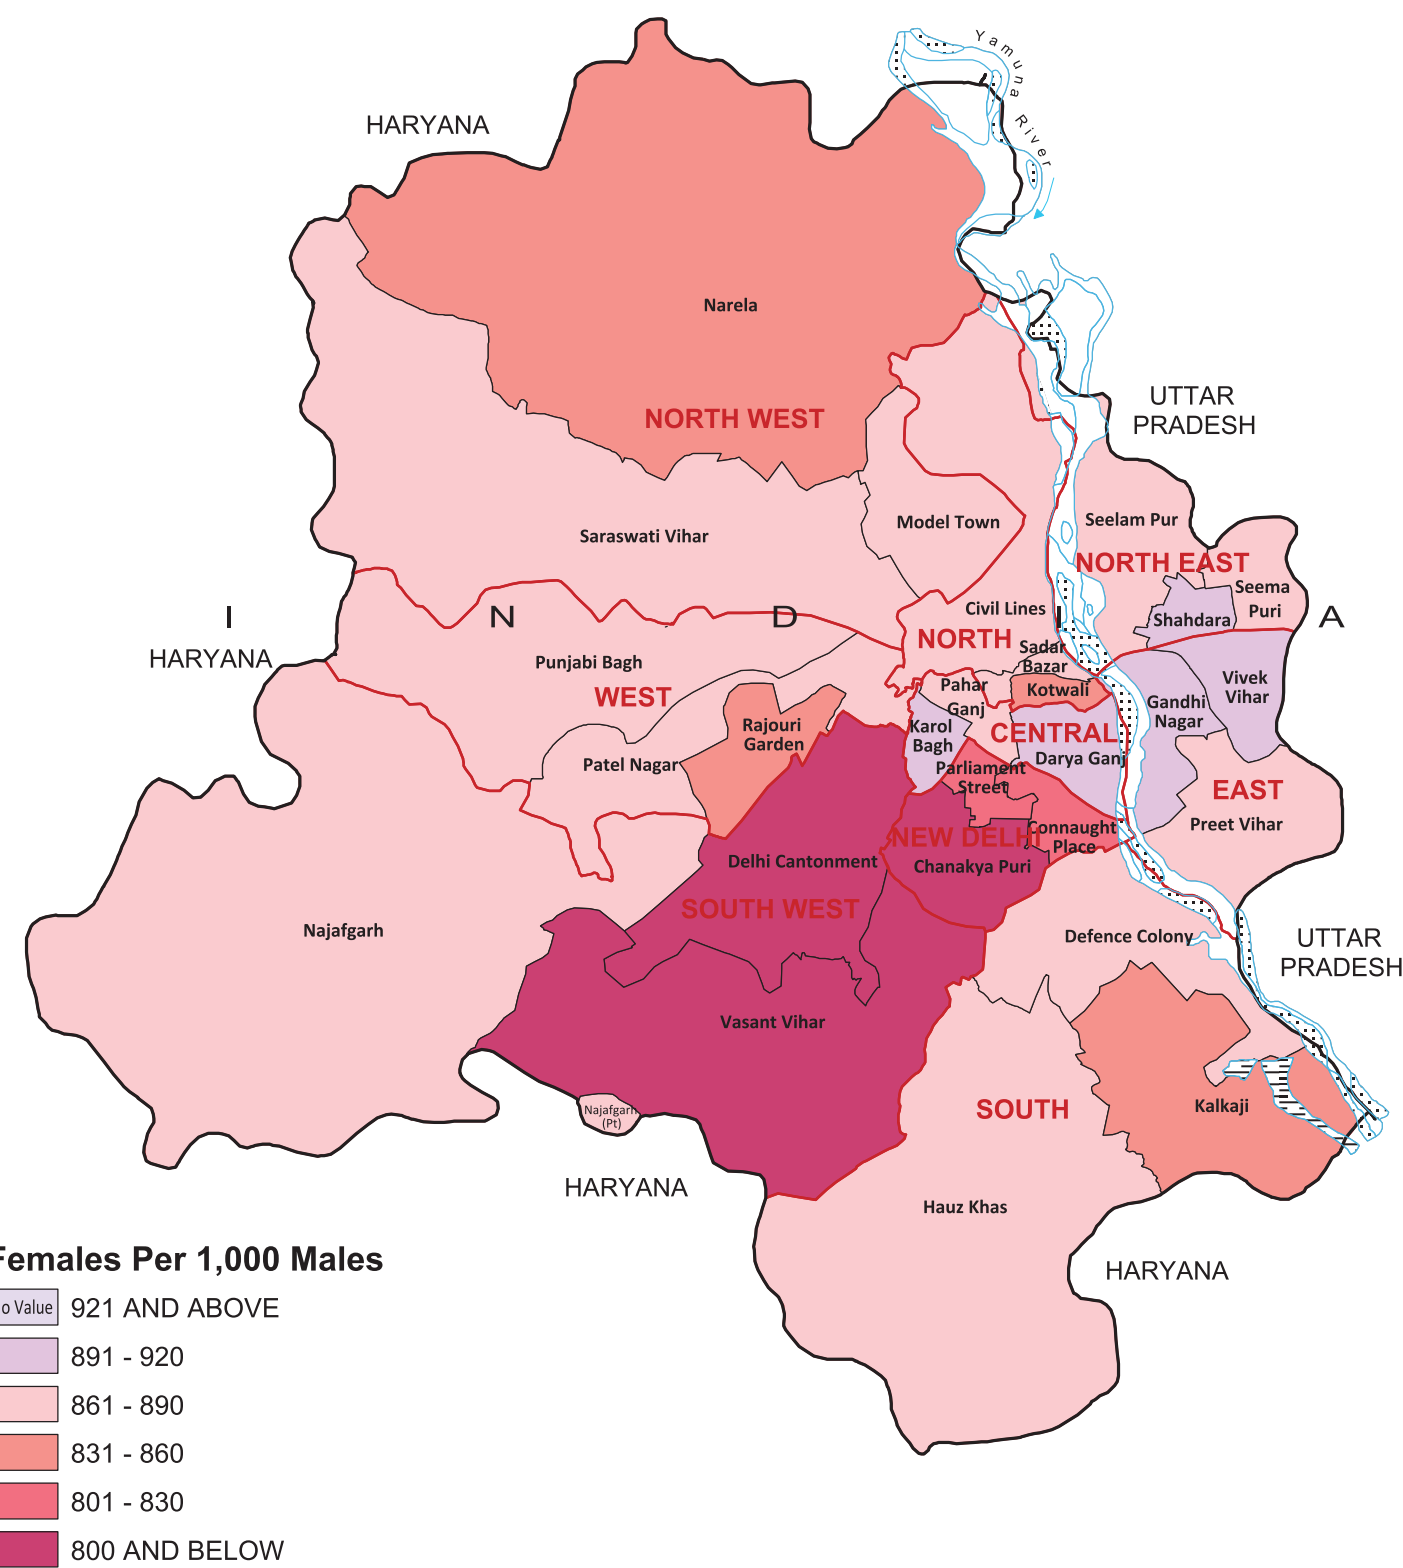 Yamuna River
HARYANA
Narela
UTTAR
PRADESH
NORTH WEST
Model Town
Seelam Pur
Saraswati Vihar
NORTH EAST
Seema
Puri
Shahdara
Civil Lines
I N D I A
NORTH
HARYANA
Sadar
Bazar
Punjabi Bagh
WEST
Pahar
Ganj
Kotwali
Vivek
Vihar
Gandhi
Nagar
Rajouri
Garden
Karol
Bagh
CENTRAL
Darya Ganj
Patel Nagar
Parliament
Street
EAST
Preet Vihar
Connaught
Place
NEW DELHI
Delhi Cantonment
Chanakya Puri
SOUTH WEST
Najafgarh
Defence Colony
UTTAR
PRADESH
Vasant Vihar
Najafgarh
(Pt)
SOUTH
Kalkaji
HARYANA
Hauz Khas
HARYANA
Females Per 1,000 Males
o Value 921 AND ABOVE
891 - 920
861 - 890
831 - 860
801 - 830
800 AND BELOW